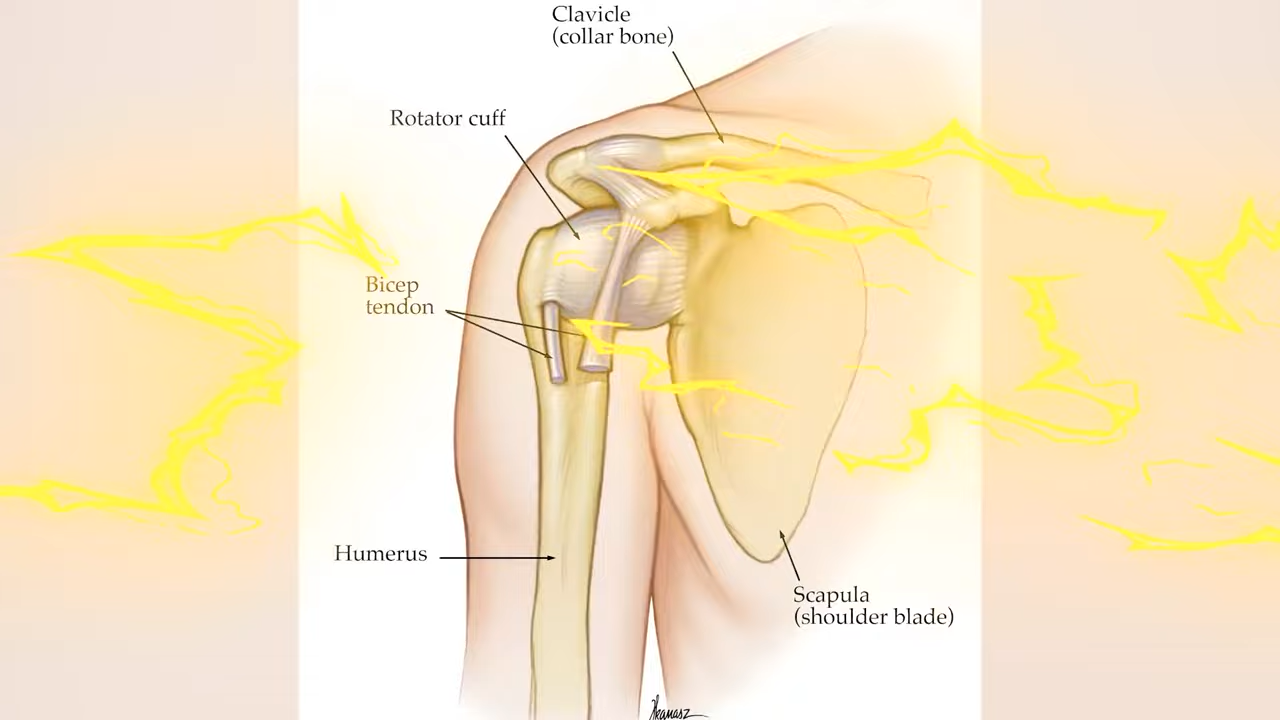 Clavicle
(collar bone)
Rotator cuff
Bicep
tendon
Humerus
Scapula
(shoulder blade)